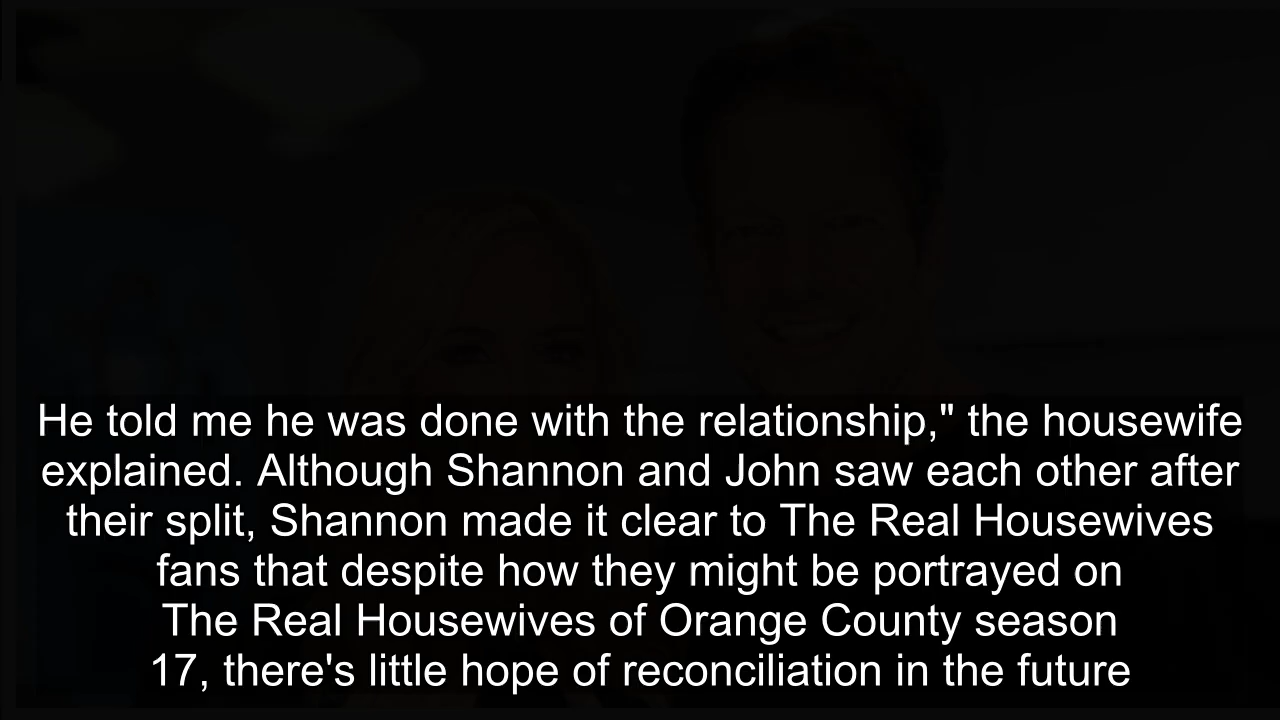 He told me he was done with the relationship," the housewife
explained. Although Shannon and John saw each other after
their split, Shannon made it clear to The Real Housewives
fans that despite how they might be portrayed on
The Real Housewives of Orange County season
17, there's little hope of reconciliation in the future